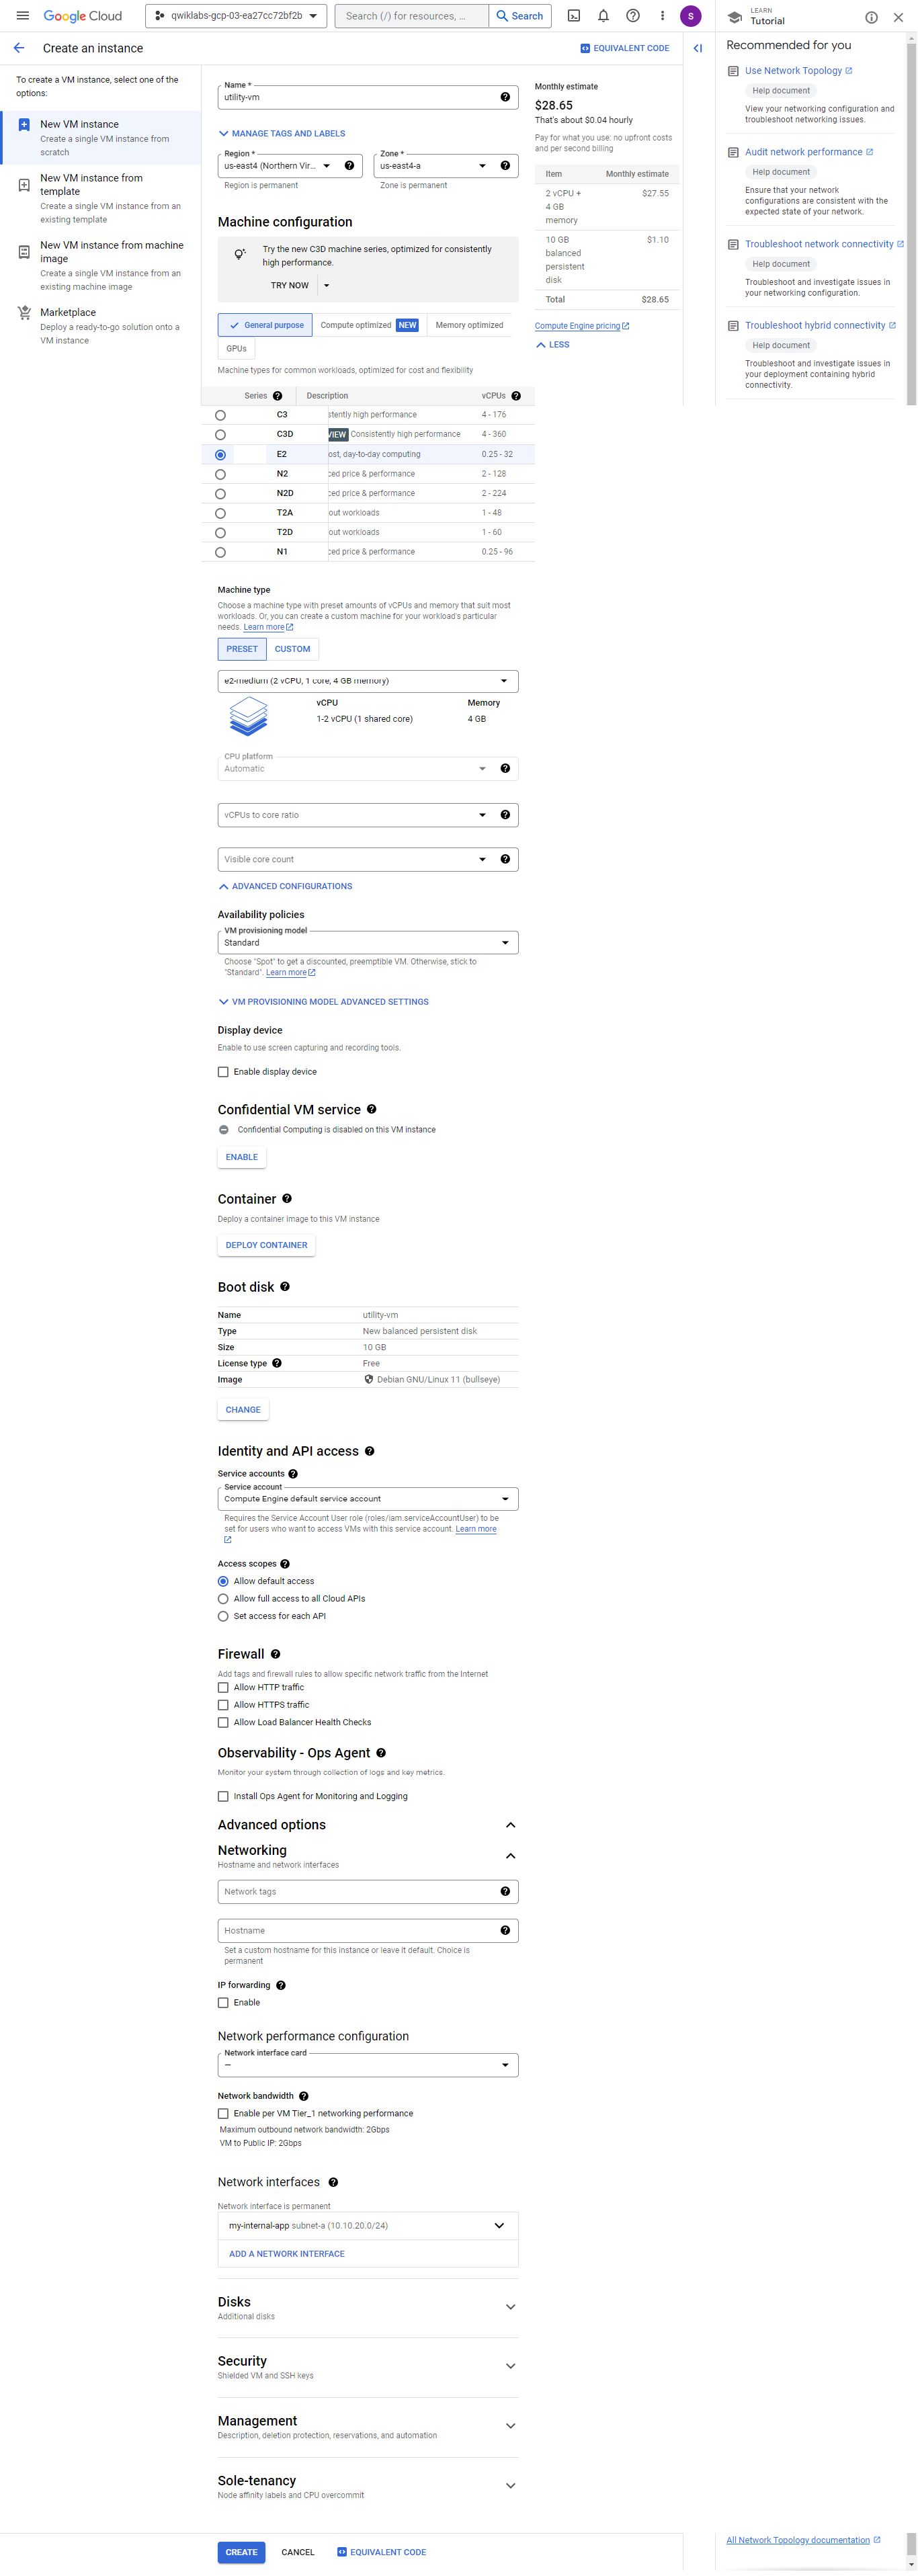 Google Cloud
qwiklabs-gcp-03-ea27cc72bf2b
Search (/) for resources, ...
Search
S
LEARN
Tutorial
Create an instance
EQUIVALENT CODE
To create a VM instance, select one of the
options:
New VM instance
Create a single VM instance from
scratch
New VM instance from
template
Create a single VM instance from an
existing template
New VM instance from machine
image
Create a single VM instance from an
existing machine image
Marketplace
Deploy a ready-to-go solution onto a
VM instance
Name *
utility-vm
MANAGE TAGS AND LABELS
Region *
us-east4 (Northern Vir...
Region is permanent
Zone *
us-east4-a
Zone is permanent
Machine configuration
Try the new C3D machine series, optimized for consistently
high performance.
TRY NOW
General purpose
Compute optimized NEW
Memory optimized
GPUs
Machine types for common workloads, optimized for cost and flexibility
Series Description vCPUs
C3 stently high performance 4 - 176
C3D VIEW Consistently high performance 4 - 360
E2 ost, day-to-day computing 0.25 - 32
N2 ced price & performance 2 - 128
N2D ced price & performance 2 - 224
T2A out workloads 1 - 48
T2D out workloads 1 - 60
N1 ced price & performance 0.25 - 96
Machine type
Choose a machine type with preset amounts of vCPUs and memory that suit most
workloads. Or, you can create a custom machine for your workload's particular
needs. Learn more
PRESET
CUSTOM
e2-medium (2 vCPU, 1 core, 4 GB memory)
vCPU Memory
1-2 vCPU (1 shared core) 4 GB
CPU platform
Automatic
vCPUs to core ratio
Visible core count
ADVANCED CONFIGURATIONS
Availability policies
VM provisioning model
Standard
Choose "Spot" to get a discounted, preemptible VM. Otherwise, stick to
"Standard". Learn more
VM PROVISIONING MODEL ADVANCED SETTINGS
Display device
Enable to use screen capturing and recording tools.
Enable display device
Confidential VM service
Confidential Computing is disabled on this VM instance
ENABLE
Container
Deploy a container image to this VM instance
DEPLOY CONTAINER
Boot disk
Name utility-vm
Type New balanced persistent disk
Size 10 GB
License type Free
Image Debian GNU/Linux 11 (bullseye)
CHANGE
Identity and API access
Service accounts
Service account
Compute Engine default service account
Requires the Service Account User role (roles/iam.serviceAccountUser) to be
set for users who want to access VMs with this service account. Learn more
Access scopes
Allow default access
Allow full access to all Cloud APIs
Set access for each API
Firewall
Add tags and firewall rules to allow specific network traffic from the Internet
Allow HTTP traffic
Allow HTTPS traffic
Allow Load Balancer Health Checks
Observability - Ops Agent
Monitor your system through collection of logs and key metrics.
Install Ops Agent for Monitoring and Logging
Advanced options
Networking
Hostname and network interfaces
Network tags
Hostname
Set a custom hostname for this instance or leave it default. Choice is
permanent
IP forwarding
Enable
Network performance configuration
Network interface card
—
Network bandwidth
Enable per VM Tier_1 networking performance
Maximum outbound network bandwidth: 2Gbps
VM to Public IP: 2Gbps
Network interfaces
Network interface is permanent
my-internal-app subnet-a (10.10.20.0/24)
ADD A NETWORK INTERFACE
Disks
Additional disks
Security
Shielded VM and SSH keys
Management
Description, deletion protection, reservations, and automation
Sole-tenancy
Node affinity labels and CPU overcommit
CREATE
CANCEL
EQUIVALENT CODE
Monthly estimate
$28.65
That's about $0.04 hourly
Pay for what you use: no upfront costs
and per second billing
Item Monthly estimate
2 vCPU + $27.55
4 GB
memory
10 GB $1.10
balanced
persistent
disk
Total $28.65
Compute Engine pricing
LESS
Recommended for you
Use Network Topology
Help document
View your networking configuration and
troubleshoot networking issues.
Audit network performance
Help document
Ensure that your network
configurations are consistent with the
expected state of your network.
Troubleshoot network connectivity
Help document
Troubleshoot and investigate issues in
your networking configuration.
Troubleshoot hybrid connectivity
Help document
Troubleshoot and investigate issues in
your deployment containing hybrid
connectivity.
All Network Topology documentation